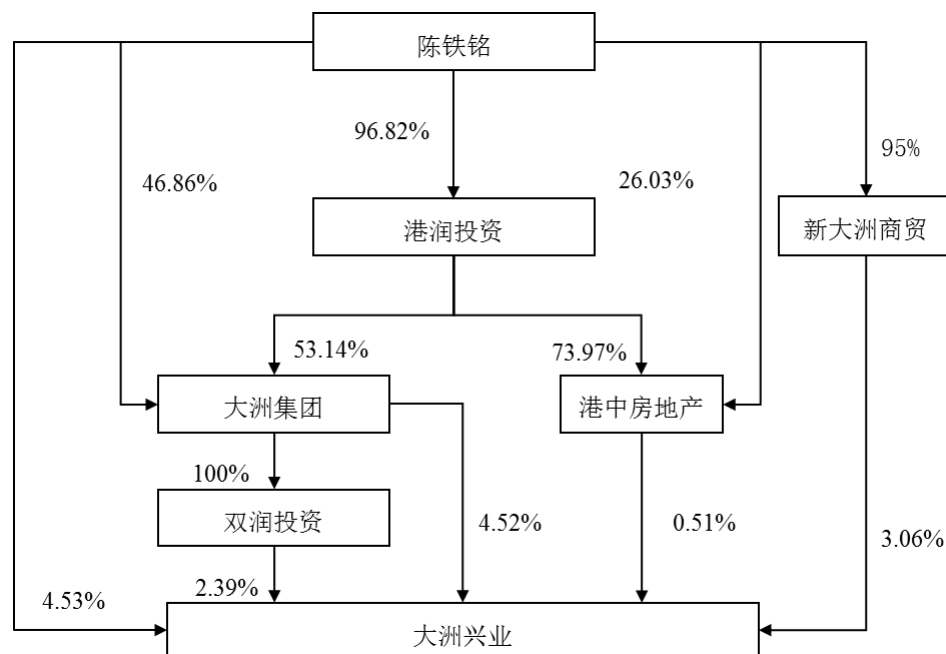 陈铁铭
96.82%
95%
46.86%
26.03%
港润投资
新大洲商贸
53.14%
73.97%
大洲集团
港中房地产
100%
双润投资
4.52%
0.51%
3.06%
2.39%
4.53%
大洲兴业